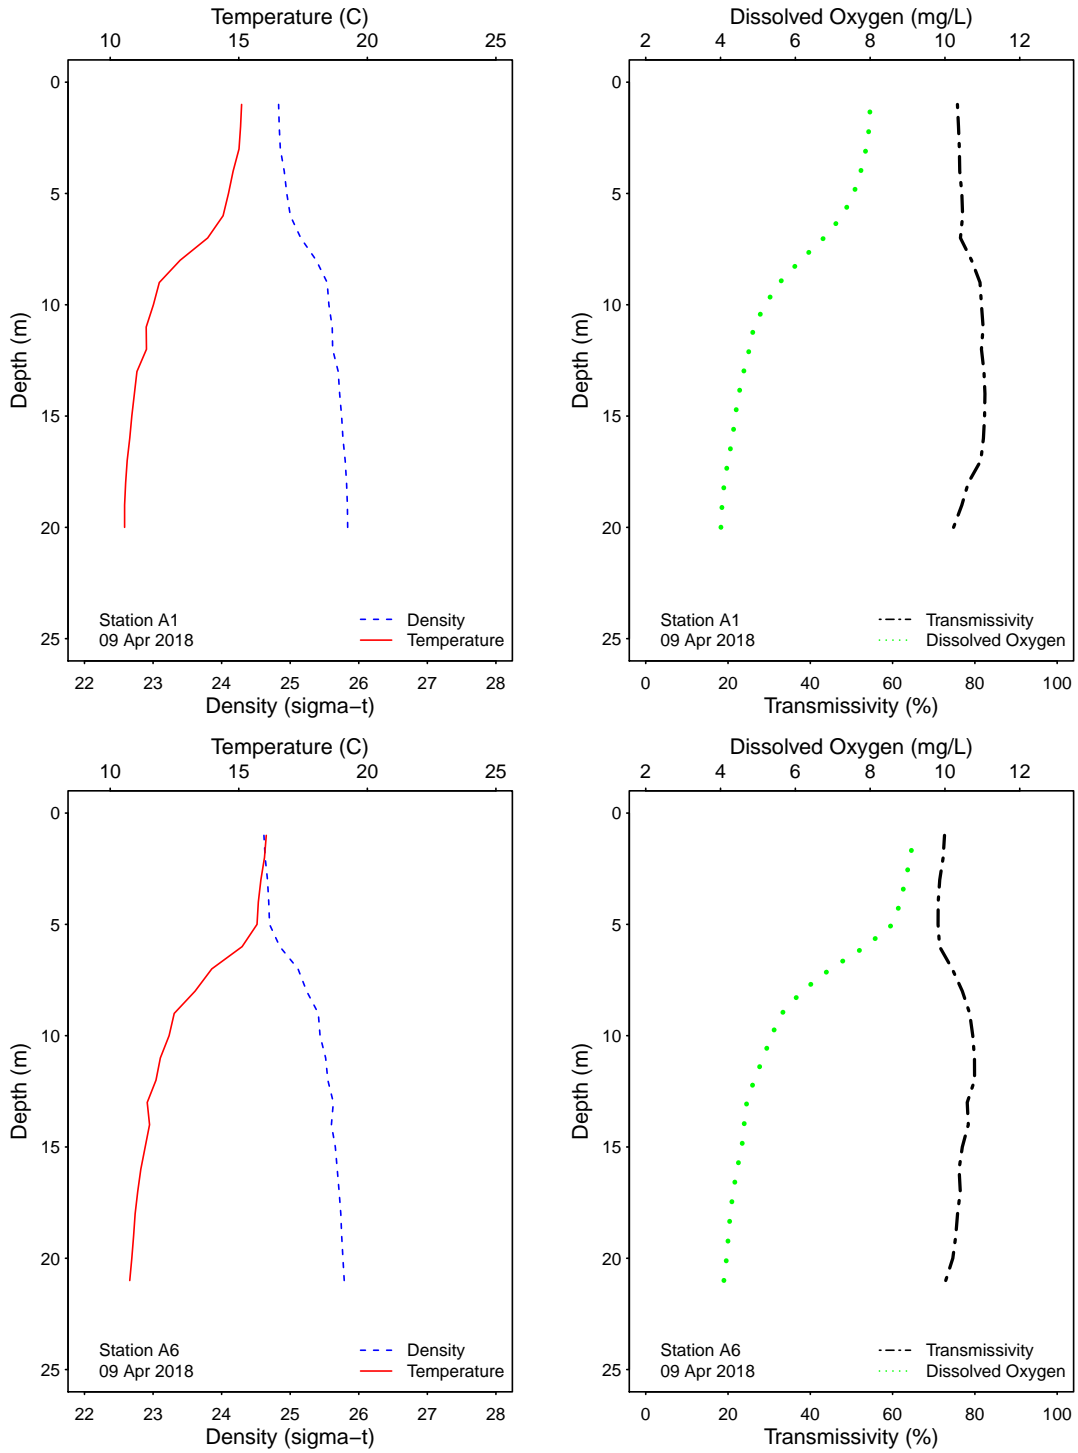 Temperature (C)
10 15 20 25
0
5
10
15
20
25
Depth (m)
Station A1
09 Apr 2018
Density
Temperature
22 23 24 25 26 27 28
Density (sigma−t)
Dissolved Oxygen (mg/L)
2 4 6 8 10 12
0
5
10
15
20
25
Depth (m)
Station A1
09 Apr 2018
Transmissivity
Dissolved Oxygen
0 20 40 60 80 100
Transmissivity (%)
Temperature (C)
10 15 20 25
0
5
10
15
20
25
Depth (m)
Station A6
09 Apr 2018
Density
Temperature
22 23 24 25 26 27 28
Density (sigma−t)
Dissolved Oxygen (mg/L)
2 4 6 8 10 12
0
5
10
15
20
25
Depth (m)
Station A6
09 Apr 2018
Transmissivity
Dissolved Oxygen
0 20 40 60 80 100
Transmissivity (%)